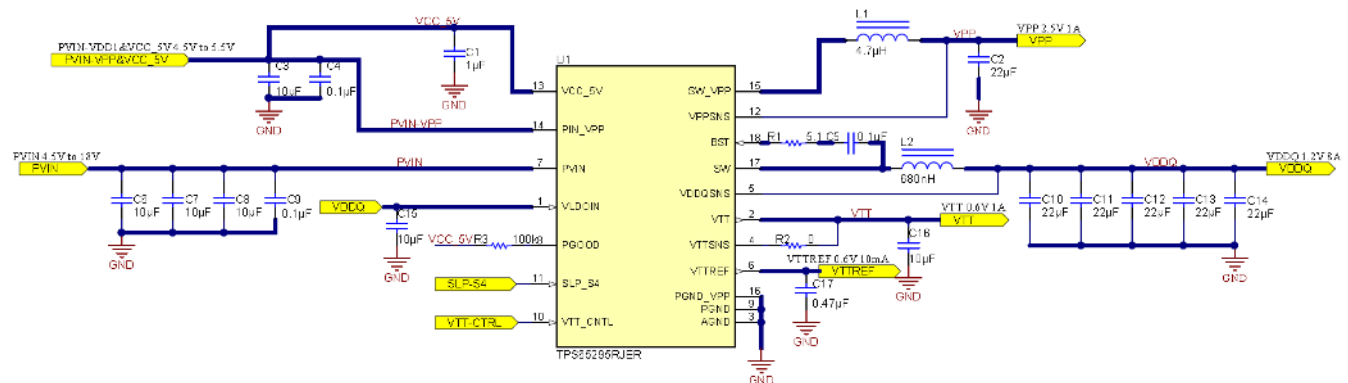 VCC_5V
PVIN-VDD1&VCC_5V 4.5V to 5.5V
PVIN-VPP&VCC_5V
C3
10µF
C4
0.1µF
GND
C1
1µF
GND
PVIN-VPP
PVIN 4.5V to 18V
PVIN
PVIN
C6
10µF
C7
10µF
C8
10µF
C9
0.1µF
GND
VDDQ
C15
10µF
GND
VCC_5V
R3
100k
SLP-S4
VTT-CTRL
U1
13
VCC_5V
14
PIN_VPP
7
PVIN
1
VLDOIN
8
PGOOD
11
SLP_S4
10
VTT_CNTL
TPS65295RJER
SW_VPP
15
VPPSNS
12
BST
18
SW
17
VDDQSNS
5
VTT
2
VTTSNS
4
VTTREF
6
PGND_VPP
16
PGND
9
AGND
3
GND
L1
4.7µH
VPP
VPP 2.5V 1A
VPP
C2
22µF
GND
R1
5.1
C5
0.1µF
L2
680nH
VDDQ
VDDQ 1.2V 8A
VDDQ
C10
22µF
C11
22µF
C12
22µF
C13
22µF
C14
22µF
GND
VTT
VTT 0.6V 1A
VTT
R2
0
C16
10µF
GND
VTTREF 0.6V 10mA
VTTREF
C17
0.47µF
GND